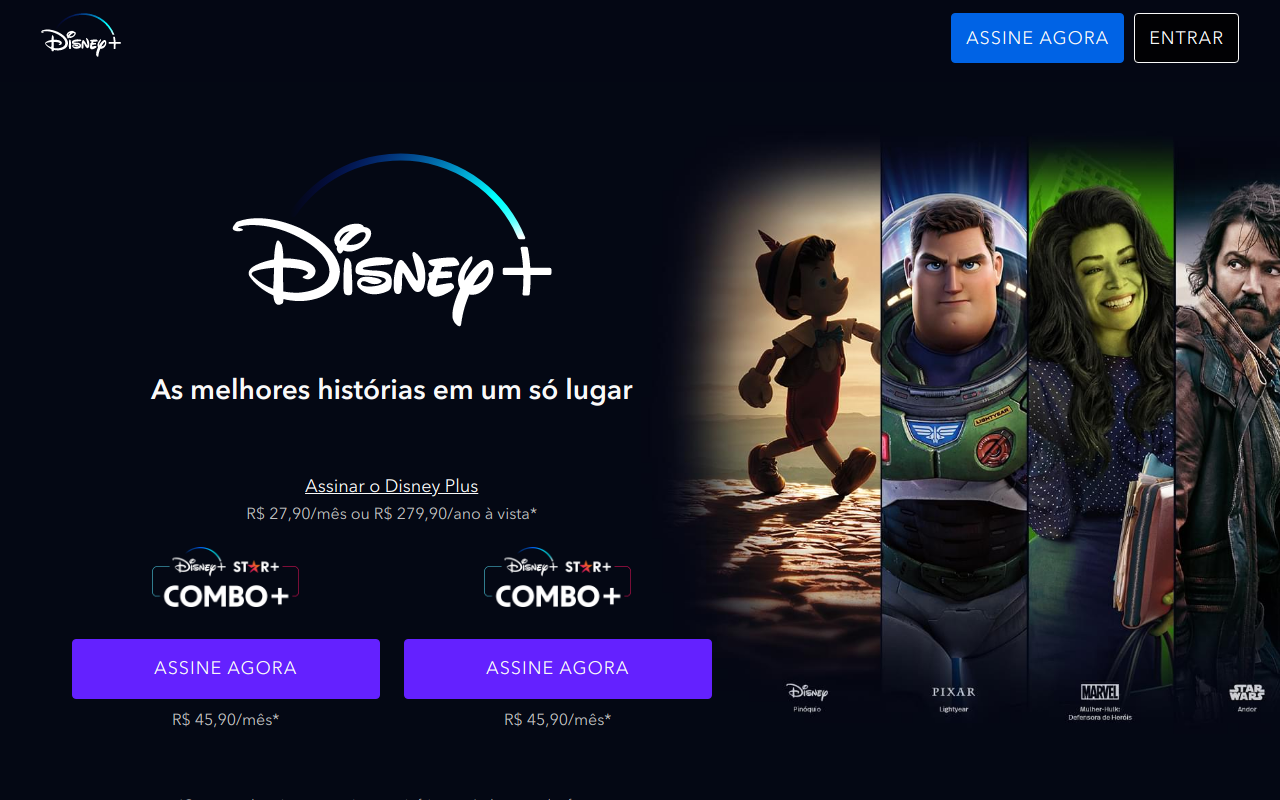 Disney+
ASSINE AGORA
ENTRAR
Disney+
As melhores histórias em um só lugar
Assinar o Disney Plus
R$ 27,90/mês ou R$ 279,90/ano à vista*
Disney+ STAR+
COMBO+
Disney+ STAR+
COMBO+
ASSINE AGORA
ASSINE AGORA
R$ 45,90/mês*
R$ 45,90/mês*
LIGHTYEAR
Disney
Pinóquio
PIXAR
Lightyear
MARVEL
Mulher-Hulk:
Defensora de Heróis
STAR
WARS
Andor